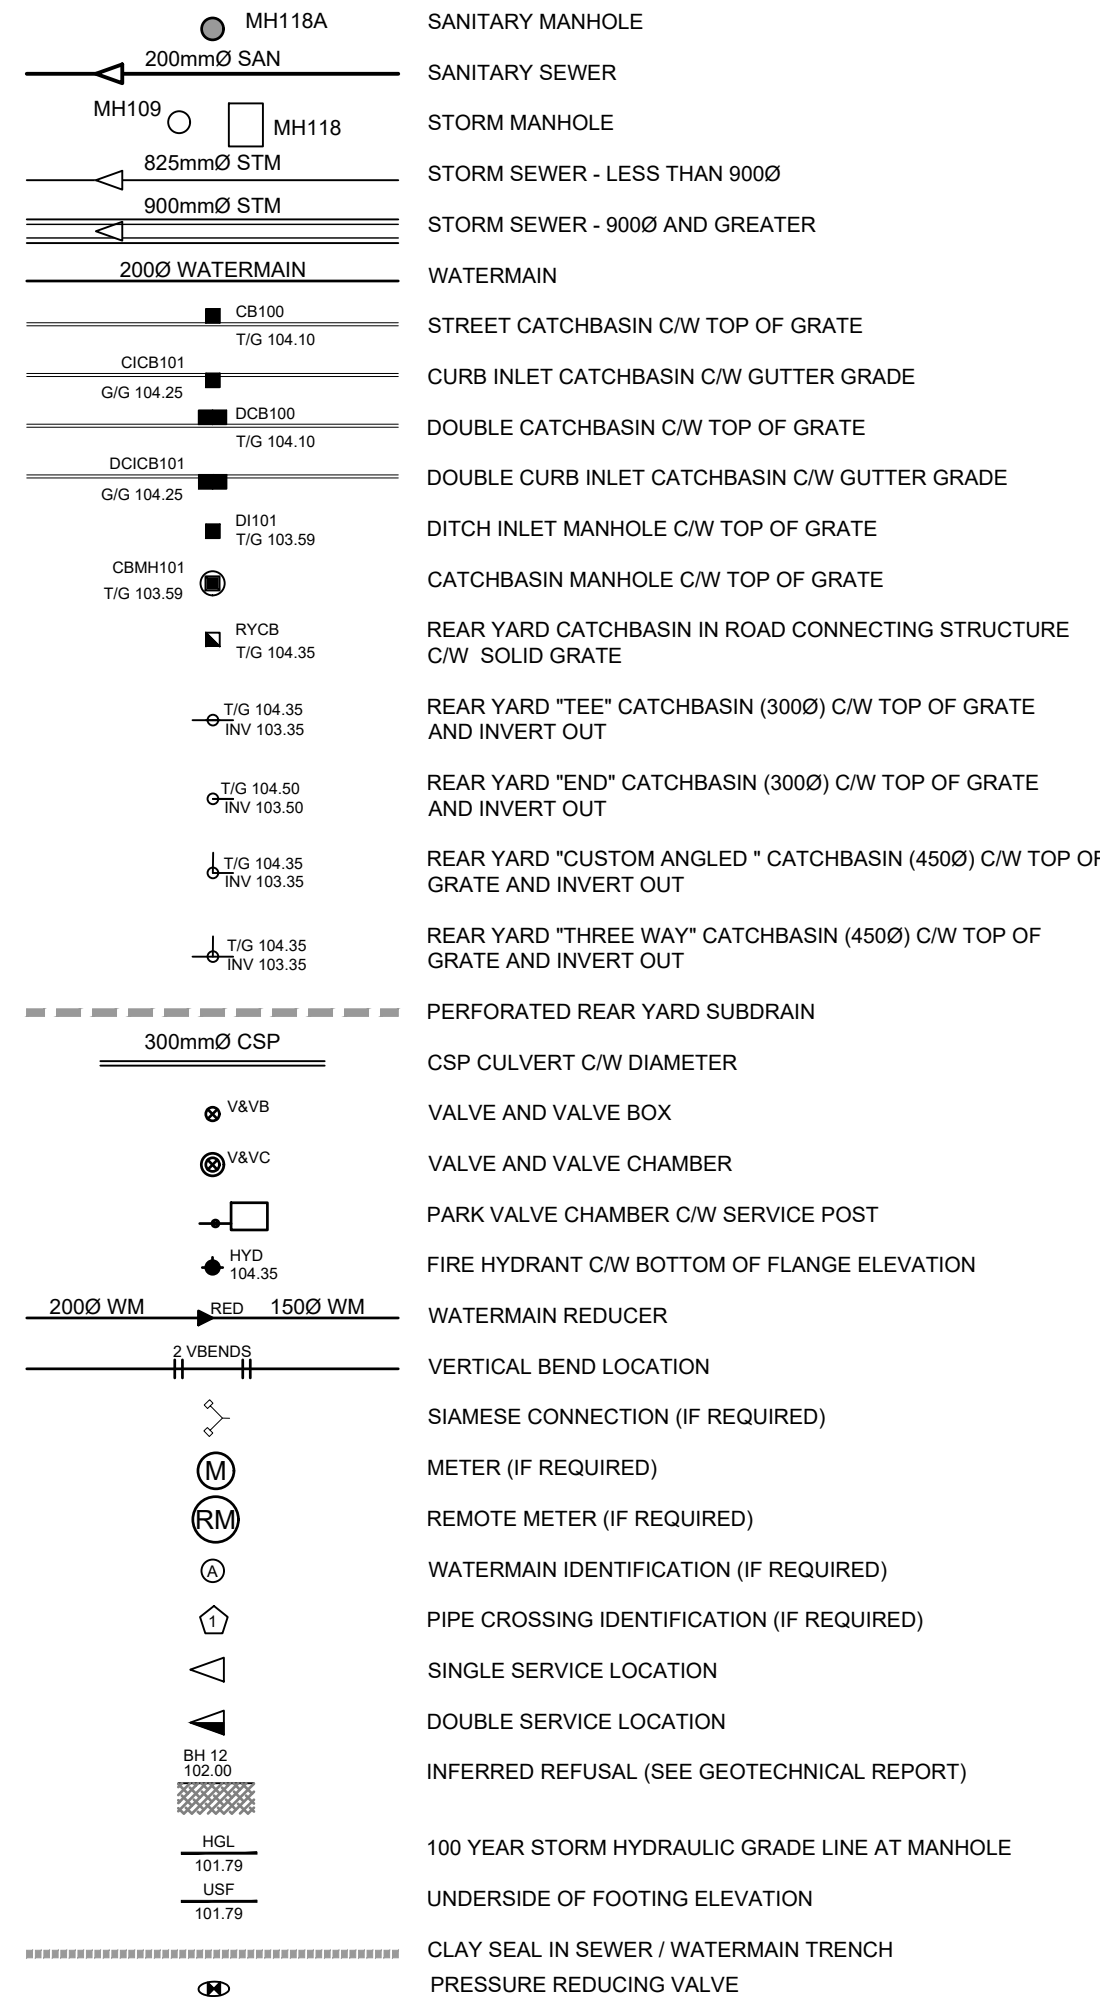 MH118A SANITARY MANHOLE
200mmØ SAN SANITARY SEWER
MH109 MH118 STORM MANHOLE
825mmØ STM STORM SEWER - LESS THAN 900Ø
900mmØ STM STORM SEWER - 900Ø AND GREATER
200Ø WATERMAIN WATERMAIN
CB100
T/G 104.10
STREET CATCHBASIN C/W TOP OF GRATE
CICB101
G/G 104.25
CURB INLET CATCHBASIN C/W GUTTER GRADE
DCB100
T/G 104.10
DOUBLE CATCHBASIN C/W TOP OF GRATE
DCICB101
G/G 104.25
DOUBLE CURB INLET CATCHBASIN C/W GUTTER GRADE
DI101
T/G 103.59
DITCH INLET MANHOLE C/W TOP OF GRATE
CBMH101
T/G 103.59
CATCHBASIN MANHOLE C/W TOP OF GRATE
RYCB
T/G 104.35
REAR YARD CATCHBASIN IN ROAD CONNECTING STRUCTURE
C/W SOLID GRATE
T/G 104.35
INV 103.35
REAR YARD "TEE" CATCHBASIN (300Ø) C/W TOP OF GRATE
AND INVERT OUT
T/G 104.50
INV 103.50
REAR YARD "END" CATCHBASIN (300Ø) C/W TOP OF GRATE
AND INVERT OUT
T/G 104.35
INV 103.35
REAR YARD "CUSTOM ANGLED " CATCHBASIN (450Ø) C/W TOP OF
GRATE AND INVERT OUT
T/G 104.35
INV 103.35
REAR YARD "THREE WAY" CATCHBASIN (450Ø) C/W TOP OF
GRATE AND INVERT OUT
PERFORATED REAR YARD SUBDRAIN
300mmØ CSP CSP CULVERT C/W DIAMETER
V&VB VALVE AND VALVE BOX
V&VC VALVE AND VALVE CHAMBER
PARK VALVE CHAMBER C/W SERVICE POST
HYD
104.35
FIRE HYDRANT C/W BOTTOM OF FLANGE ELEVATION
200Ø WM RED 150Ø WM WATERMAIN REDUCER
2 VBENDS VERTICAL BEND LOCATION
SIAMESE CONNECTION (IF REQUIRED)
M METER (IF REQUIRED)
RM REMOTE METER (IF REQUIRED)
A WATERMAIN IDENTIFICATION (IF REQUIRED)
1 PIPE CROSSING IDENTIFICATION (IF REQUIRED)
SINGLE SERVICE LOCATION
DOUBLE SERVICE LOCATION
BH 12
102.00
INFERRED REFUSAL (SEE GEOTECHNICAL REPORT)
HGL
101.79
100 YEAR STORM HYDRAULIC GRADE LINE AT MANHOLE
USF
101.79
UNDERSIDE OF FOOTING ELEVATION
CLAY SEAL IN SEWER / WATERMAIN TRENCH
PRESSURE REDUCING VALVE